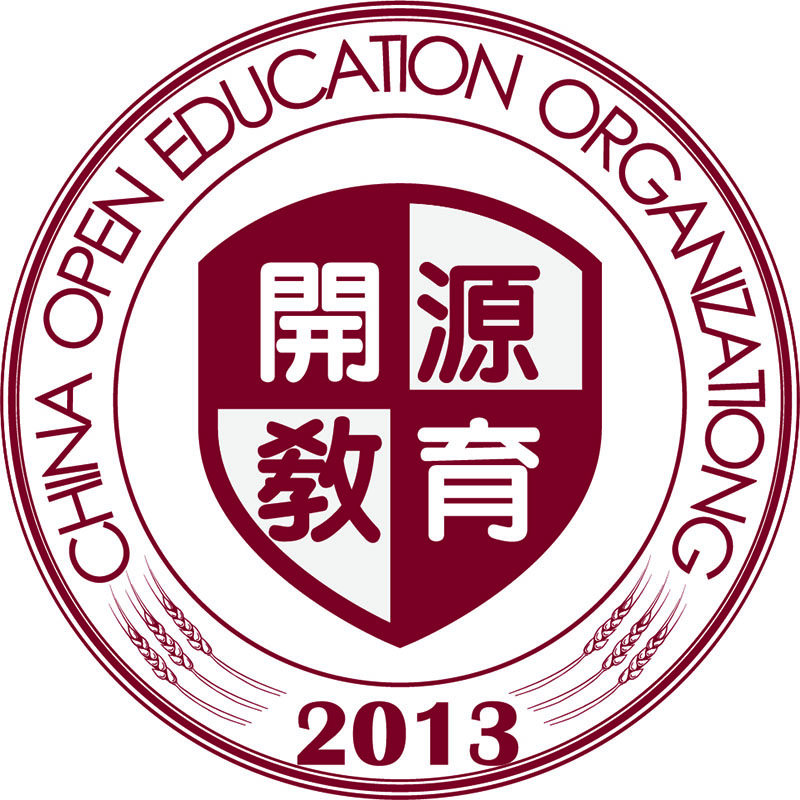 CHINA OPEN EDUCATION ORGANIZATIONG
開源
教育
2013